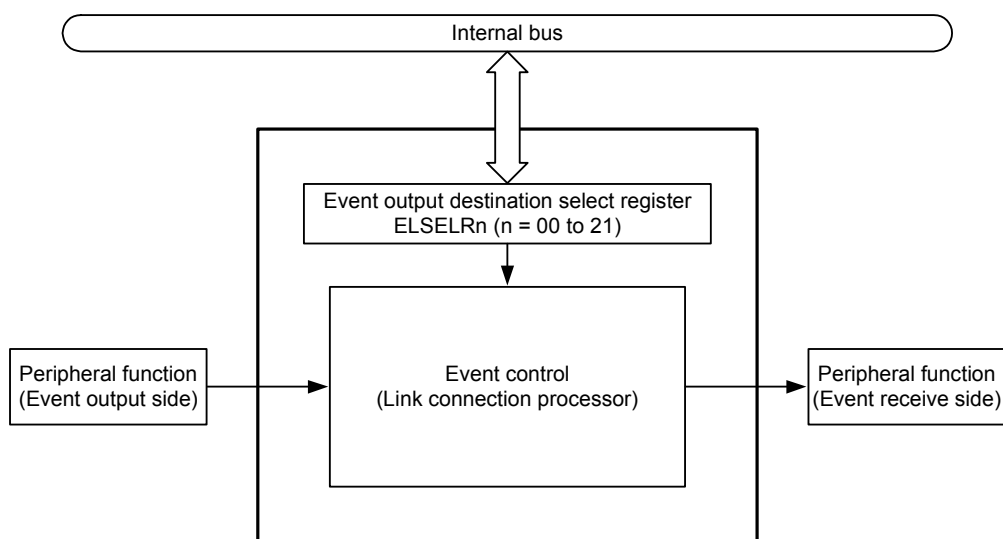 Internal bus
Event output destination select register
ELSELRn (n = 00 to 21)
Event control
(Link connection processor)
Peripheral function
(Event output side)
Peripheral function
(Event receive side)